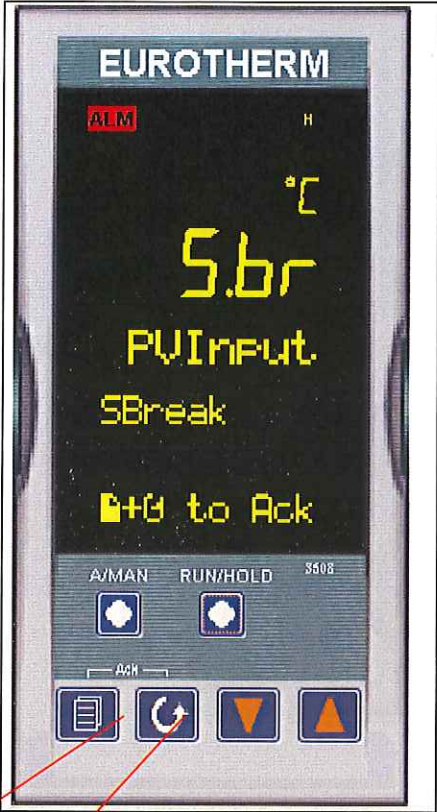 EUROTHERM
ALM H
°C
S.br
PVInput
SBreak
+ to Ack
A/MAN RUN/HOLD 3508
Ack